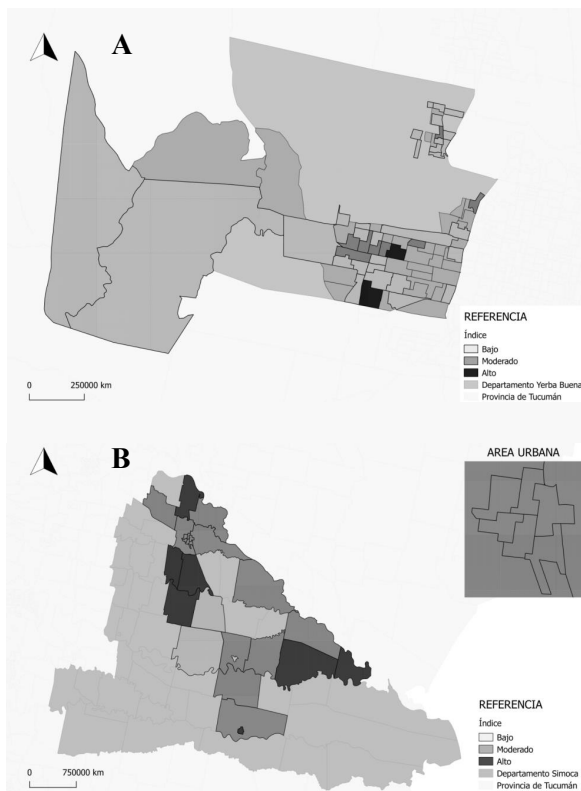 A
REFERENCIA
Índice
Bajo
Moderado
Alto
Departamento Yerba Buena
Provincia de Tucumán
0 250000 km
B
AREA URBANA
REFERENCIA
Índice
Bajo
Moderado
Alto
Departamento Simoca
Provincia de Tucumán
0 750000 km